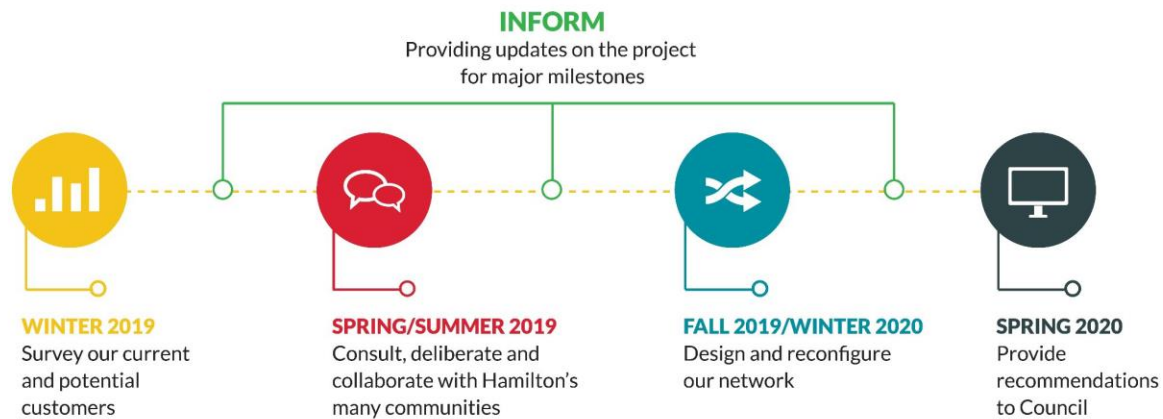 INFORM
Providing updates on the project
for major milestones
WINTER 2019
Survey our current
and potential
customers
SPRING/SUMMER 2019
Consult, deliberate and
collaborate with Hamilton's
many communities
FALL 2019/WINTER 2020
Design and reconfigure
our network
SPRING 2020
Provide
recommendations
to Council